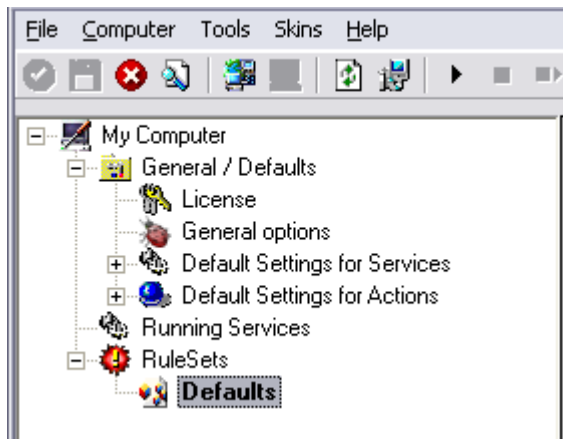 File Computer Tools Skins Help
My Computer
General / Defaults
License
General options
Default Settings for Services
Default Settings for Actions
Running Services
RuleSets
Defaults